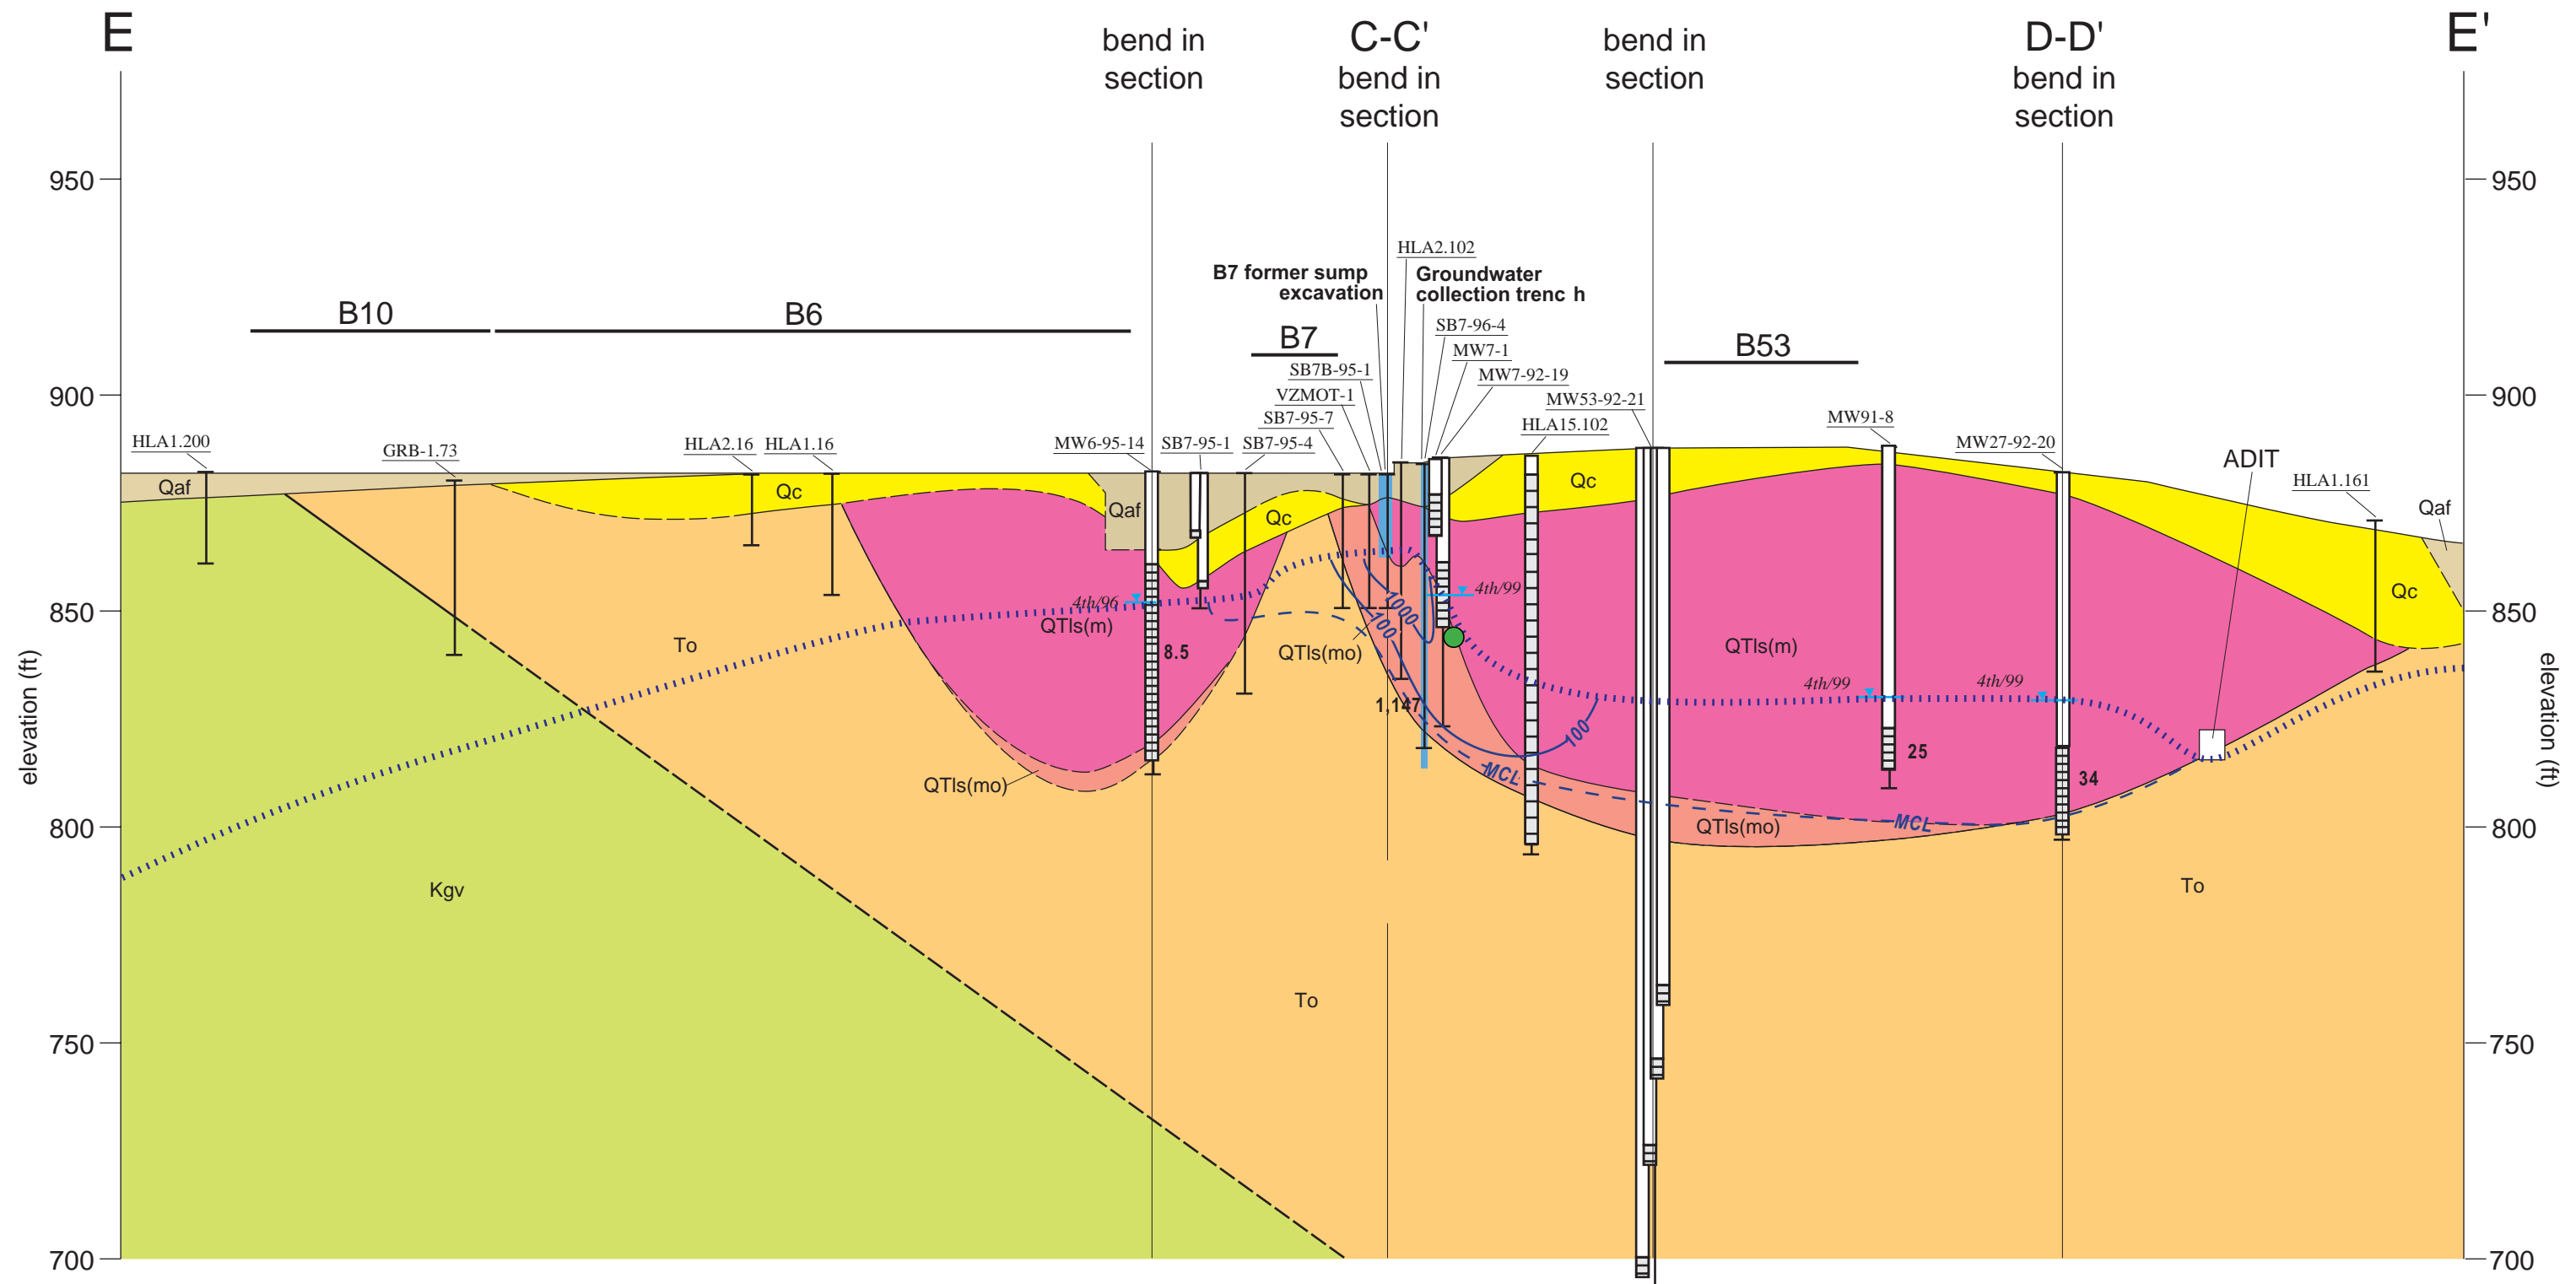 E
bend in
section
C-C'
bend in
section
bend in
section
D-D'
bend in
section
E'
950
950
HLA2.102
B7 former sump
excavation
Groundwater
collection trenc h
B10
B6
B7
SB7-96-4
MW7-1
B53
SB7B-95-1
MW7-92-19
VZMOT-1
900
900
MW53-92-21
SB7-95-7
HLA15.102
MW91-8
HLA1.200
GRB-1.73
HLA2.16
HLA1.16
MW6-95-14
SB7-95-1
SB7-95-4
MW27-92-20
ADIT
HLA1.161
Qaf
Qc
Qaf
Qc
Qc
Qaf
Qc
850
850
4th/96
4th/99
QTls(m)
8.5
To
QTls(mo)
1000
100
QTls(m)
4th/99
4th/99
1,147
100
25
34
MCL
QTls(mo)
QTls(mo)
MCL
elevation (ft)
elevation (ft)
800
800
Kgv
To
To
750
750
700
700